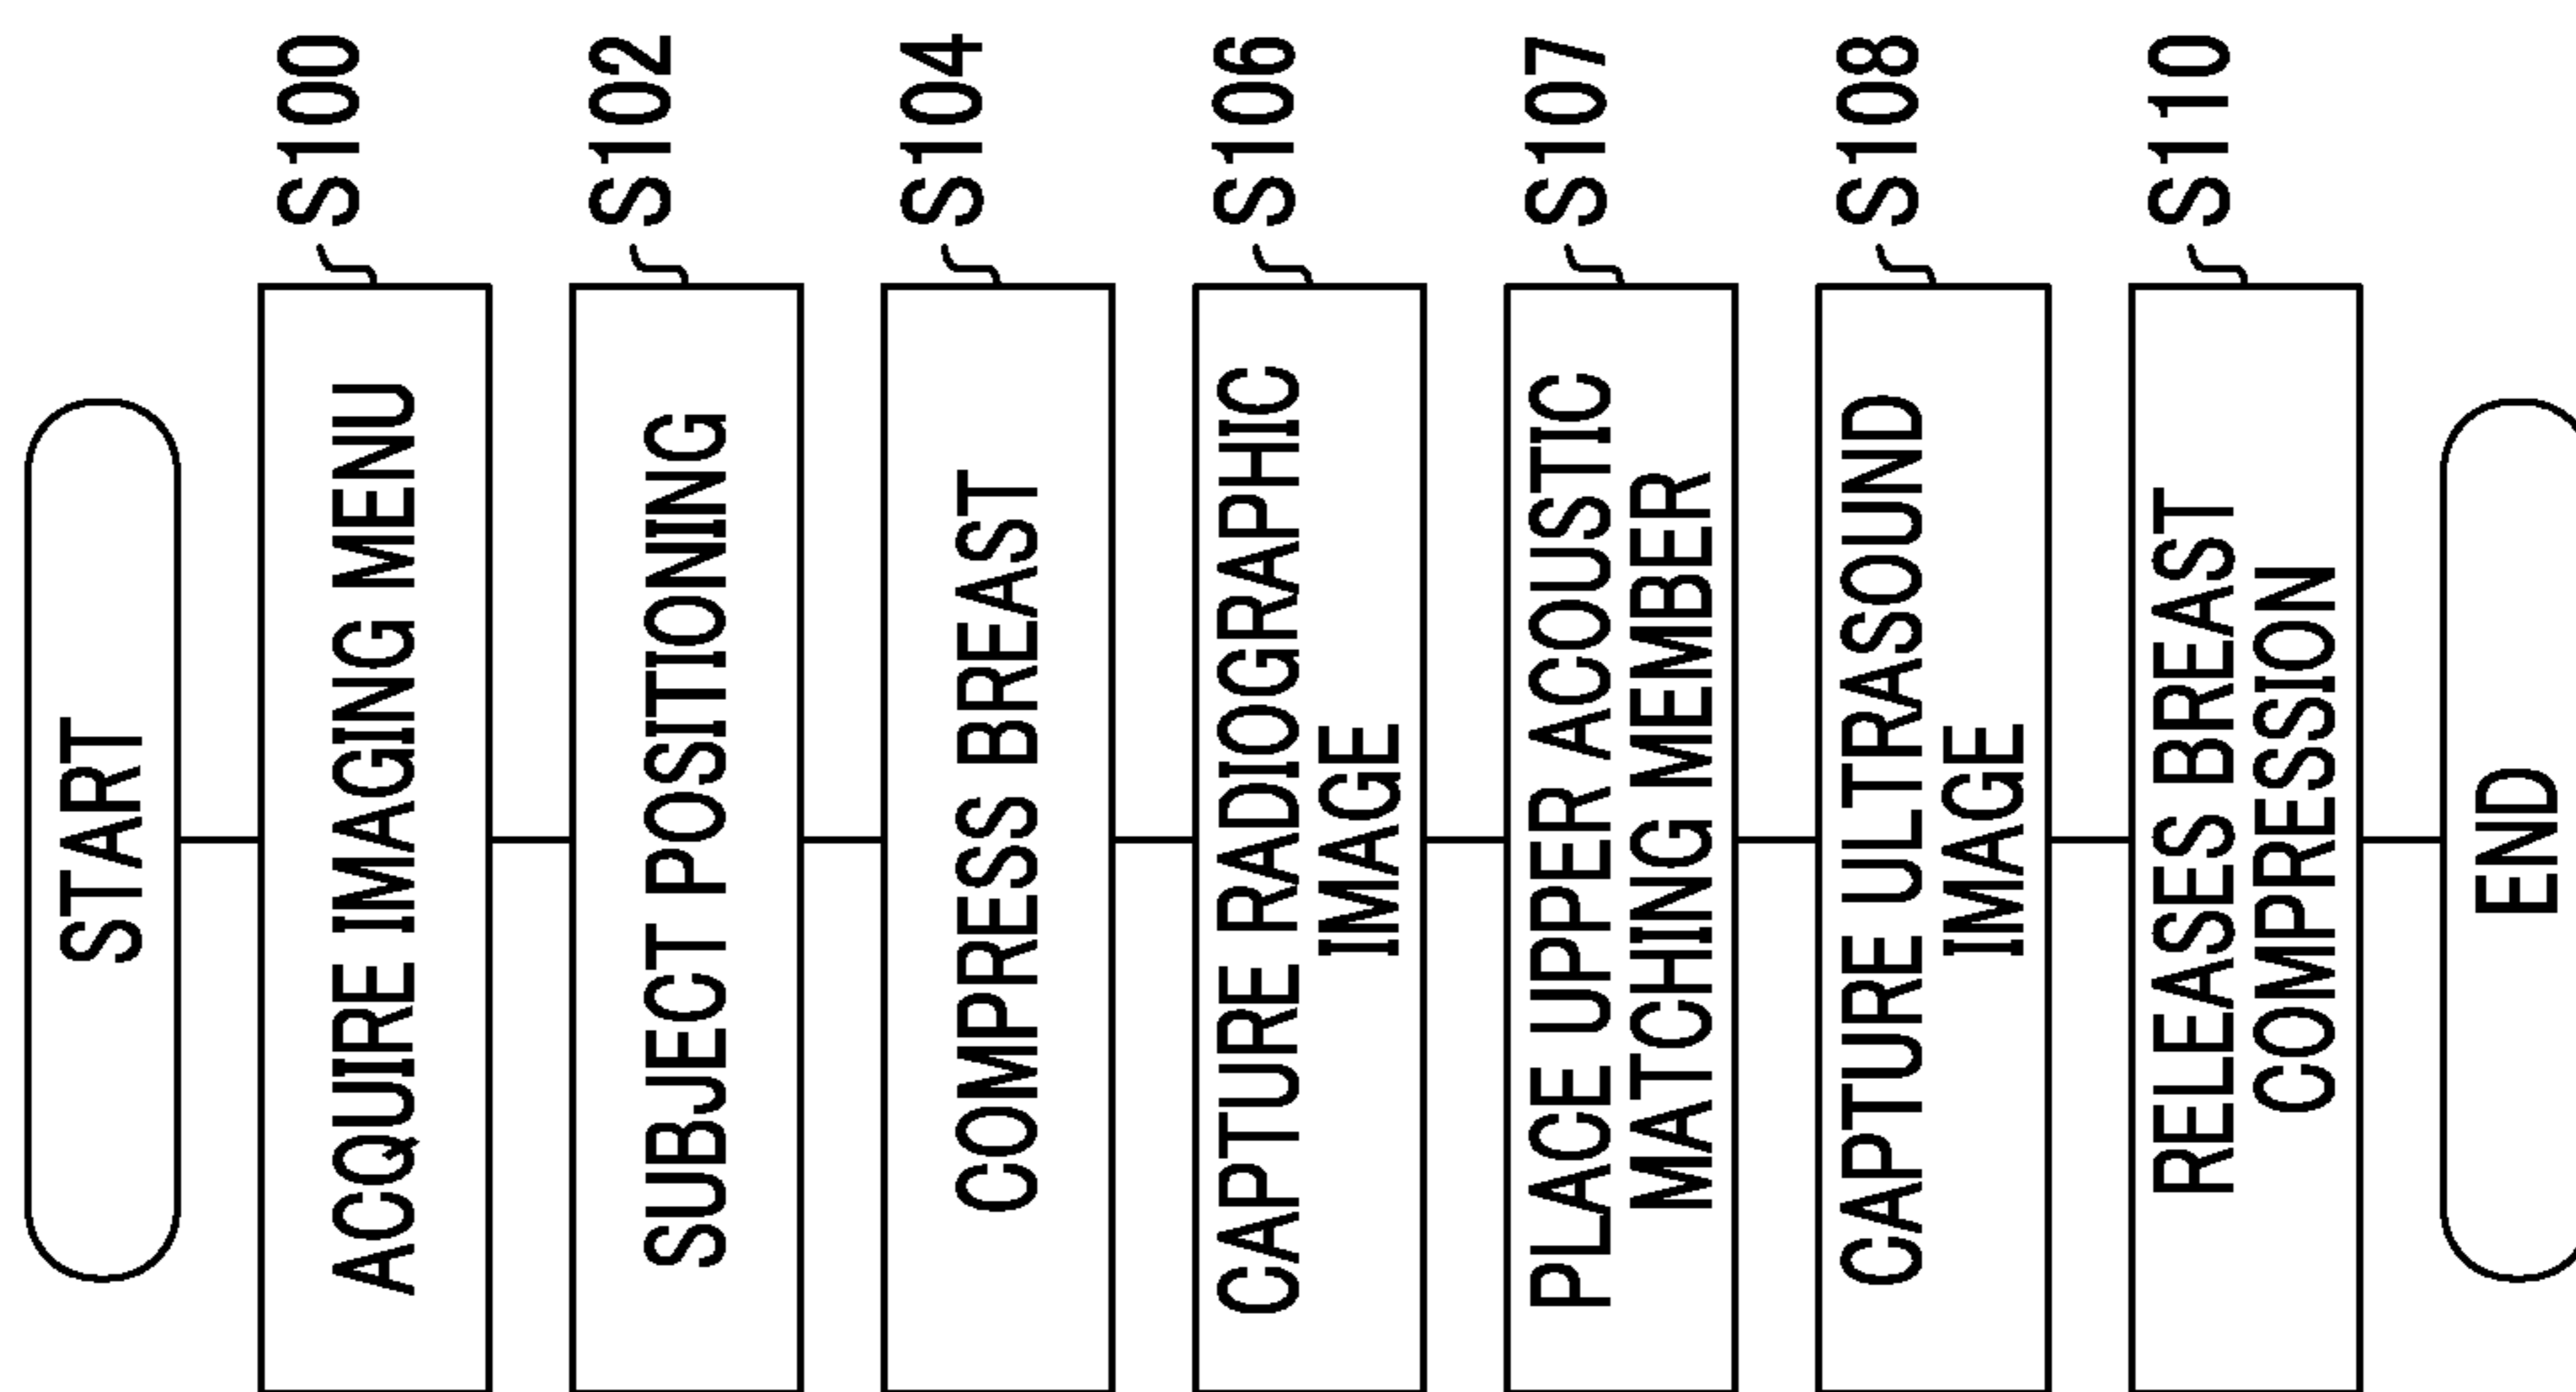 START
ACQUIRE IMAGING MENU
S100
SUBJECT POSITIONING
S102
COMPRESS BREAST
S104
CAPTURE RADIOGRAPHIC
IMAGE
S106
PLACE UPPER ACOUSTIC
MATCHING MEMBER
S107
CAPTURE ULTRASOUND
IMAGE
S108
RELEASES BREAST
COMPRESSION
S110
END